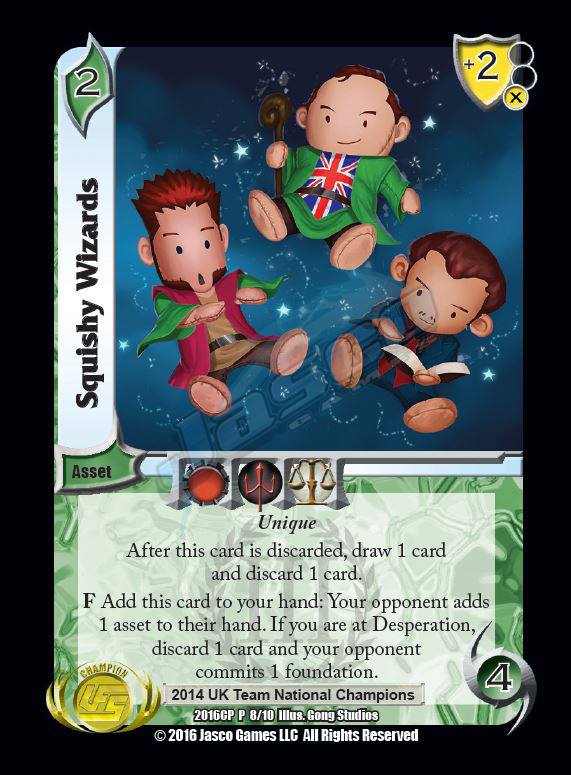 2
+2
X
Squishy Wizards
Asset
Unique
After this card is discarded, draw 1 card
and discard 1 card.
F Add this card to your hand: Your opponent adds
1 asset to their hand. If you are at Desperation,
discard 1 card and your opponent
commits 1 foundation.
4
CHAMPION
UFS
2014 UK Team National Champions
2016CP P 8/10 Illus. Gong Studios
© 2016 Jasco Games LLC All Rights Reserved